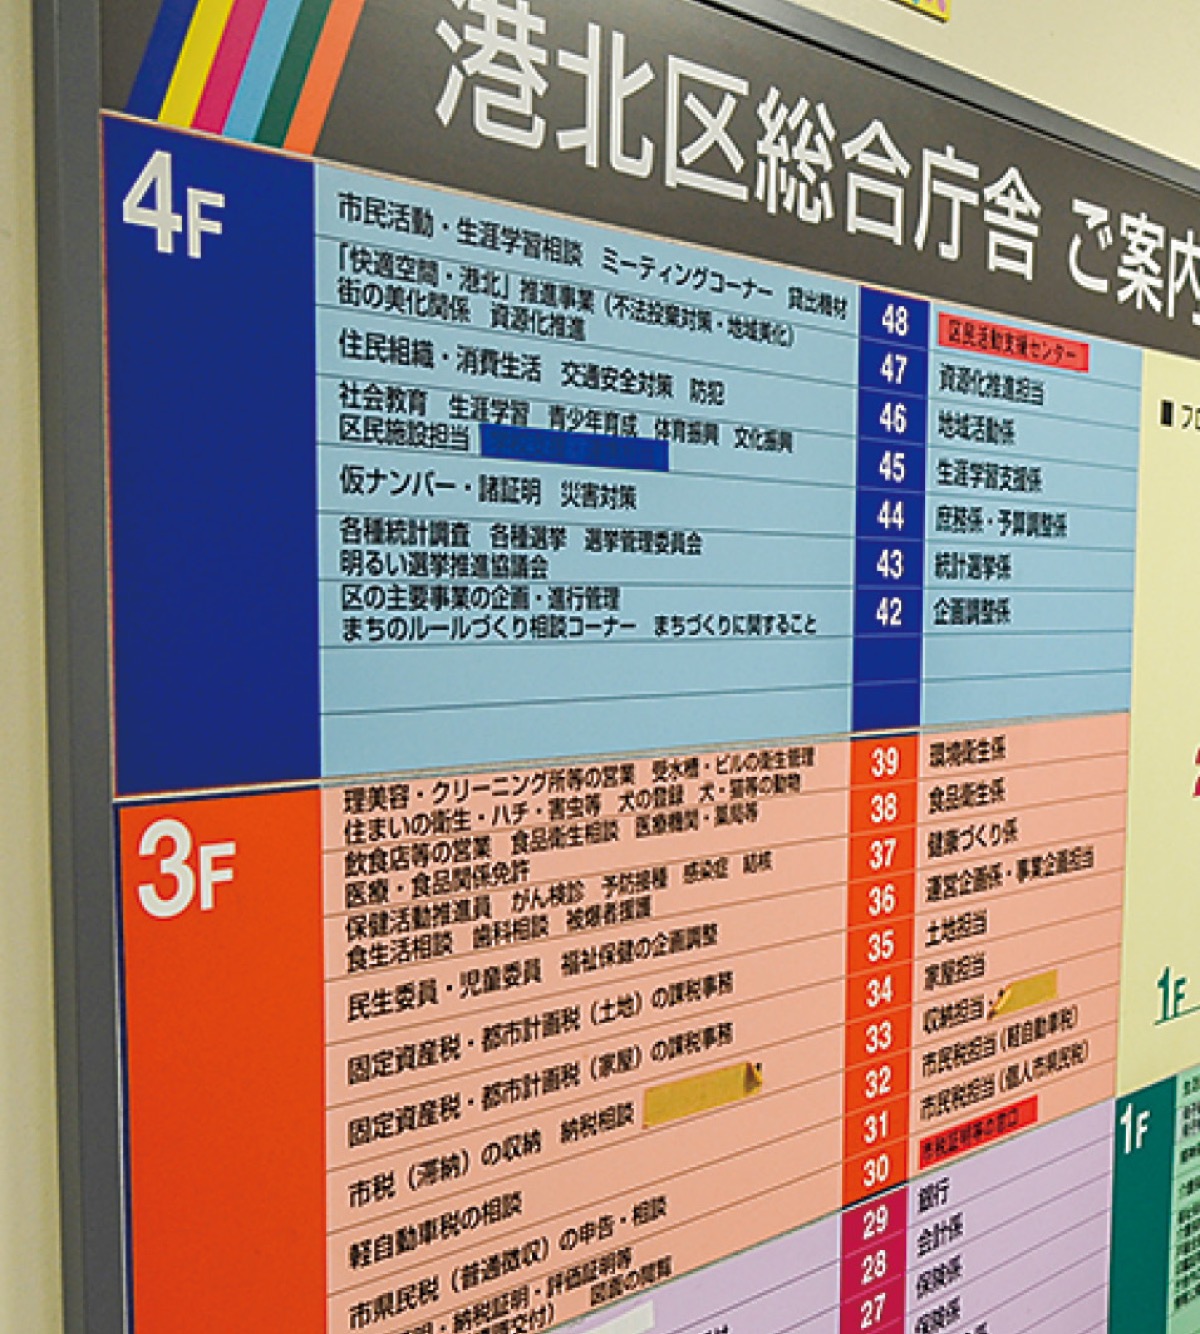 港北区総合庁舎 ご案内
4F
市民活動・生涯学習相談 ミーティングコーナー 貸出機材
48 区民活動支援センター
「快適空間・港北」推進事業（不法投棄対策・地域美化）
街の美化関係 資源化推進
47 資源化推進担当
住民組織・消費生活 交通安全対策 防犯
46 地域活動係
社会教育 生涯学習 青少年育成 体育振興 文化振興
区民施設担当
45 生涯学習支援係
仮ナンバー・諸証明 災害対策
44 庶務係・予算調整係
各種統計調査 各種選挙 選挙管理委員会
明るい選挙推進協議会
43 統計選挙係
区の主要事業の企画・進行管理
まちのルールづくり相談コーナー まちづくりに関すること
42 企画調整係
3F
理美容・クリーニング所等の営業 受水槽・ビルの衛生管理
住まいの衛生・ハチ・害虫等 犬の登録 犬・猫等の動物
39 環境衛生係
飲食店等の営業 食品衛生相談 医療機関・薬局等
医療・食品関係免許
38 食品衛生係
保健活動推進員 がん検診 予防接種 感染症 結核
食生活相談 歯科相談 被爆者援護
37 健康づくり係
民生委員・児童委員 福祉保健の企画調整
36 運営企画係・事業企画担当
固定資産税・都市計画税（土地）の課税事務
35 土地担当
固定資産税・都市計画税（家屋）の課税事務
34 家屋担当
市税（滞納）の収納 納税相談
33 収納担当
軽自動車税の相談
32 市民税担当（軽自動車税）
市県民税（普通徴収）の申告・相談
31 市民税担当（個人市県民税）
明・納税証明・評価証明等
交付） 図面の閲覧
30 市税証明等の窓口
29 銀行
28 会計係
27 保険係
保険係
1F
1F